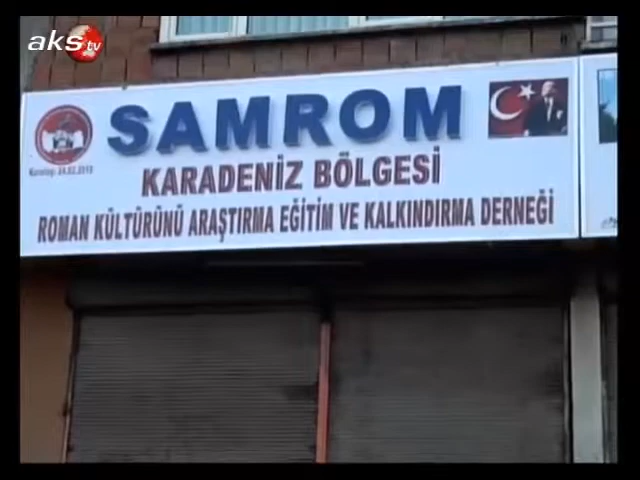 aks tv
SAMROM
KARADENİZ BÖLGESİ
ROMAN KÜLTÜRÜNÜ ARAŞTIRMA EĞİTİM VE KALKINDIRMA DERNEĞİ